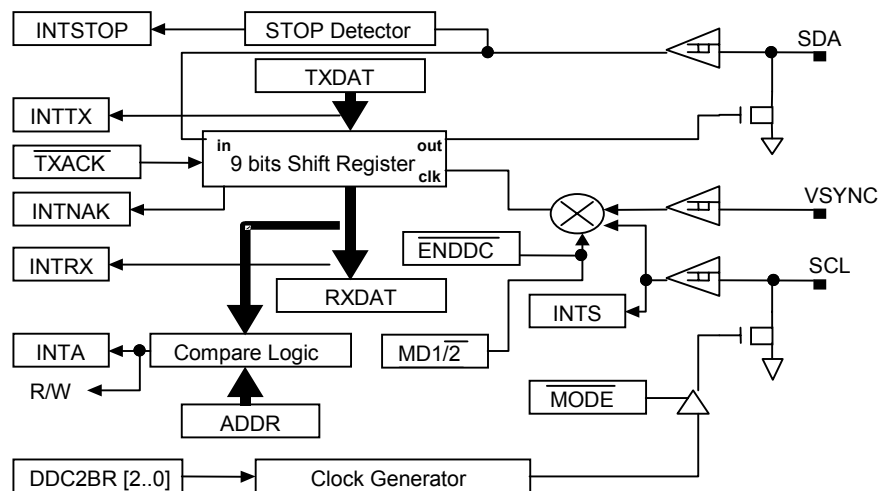 INTSTOP
STOP Detector
SDA
TXDAT
INTTX
in
out
TXACK
9 bits Shift Register
clk
INTNAK
VSYNC
ENDDC
INTRX
SCL
RXDAT
INTS
INTA
Compare Logic
MD1/2
R/W
MODE
ADDR
DDC2BR [2..0]
Clock Generator